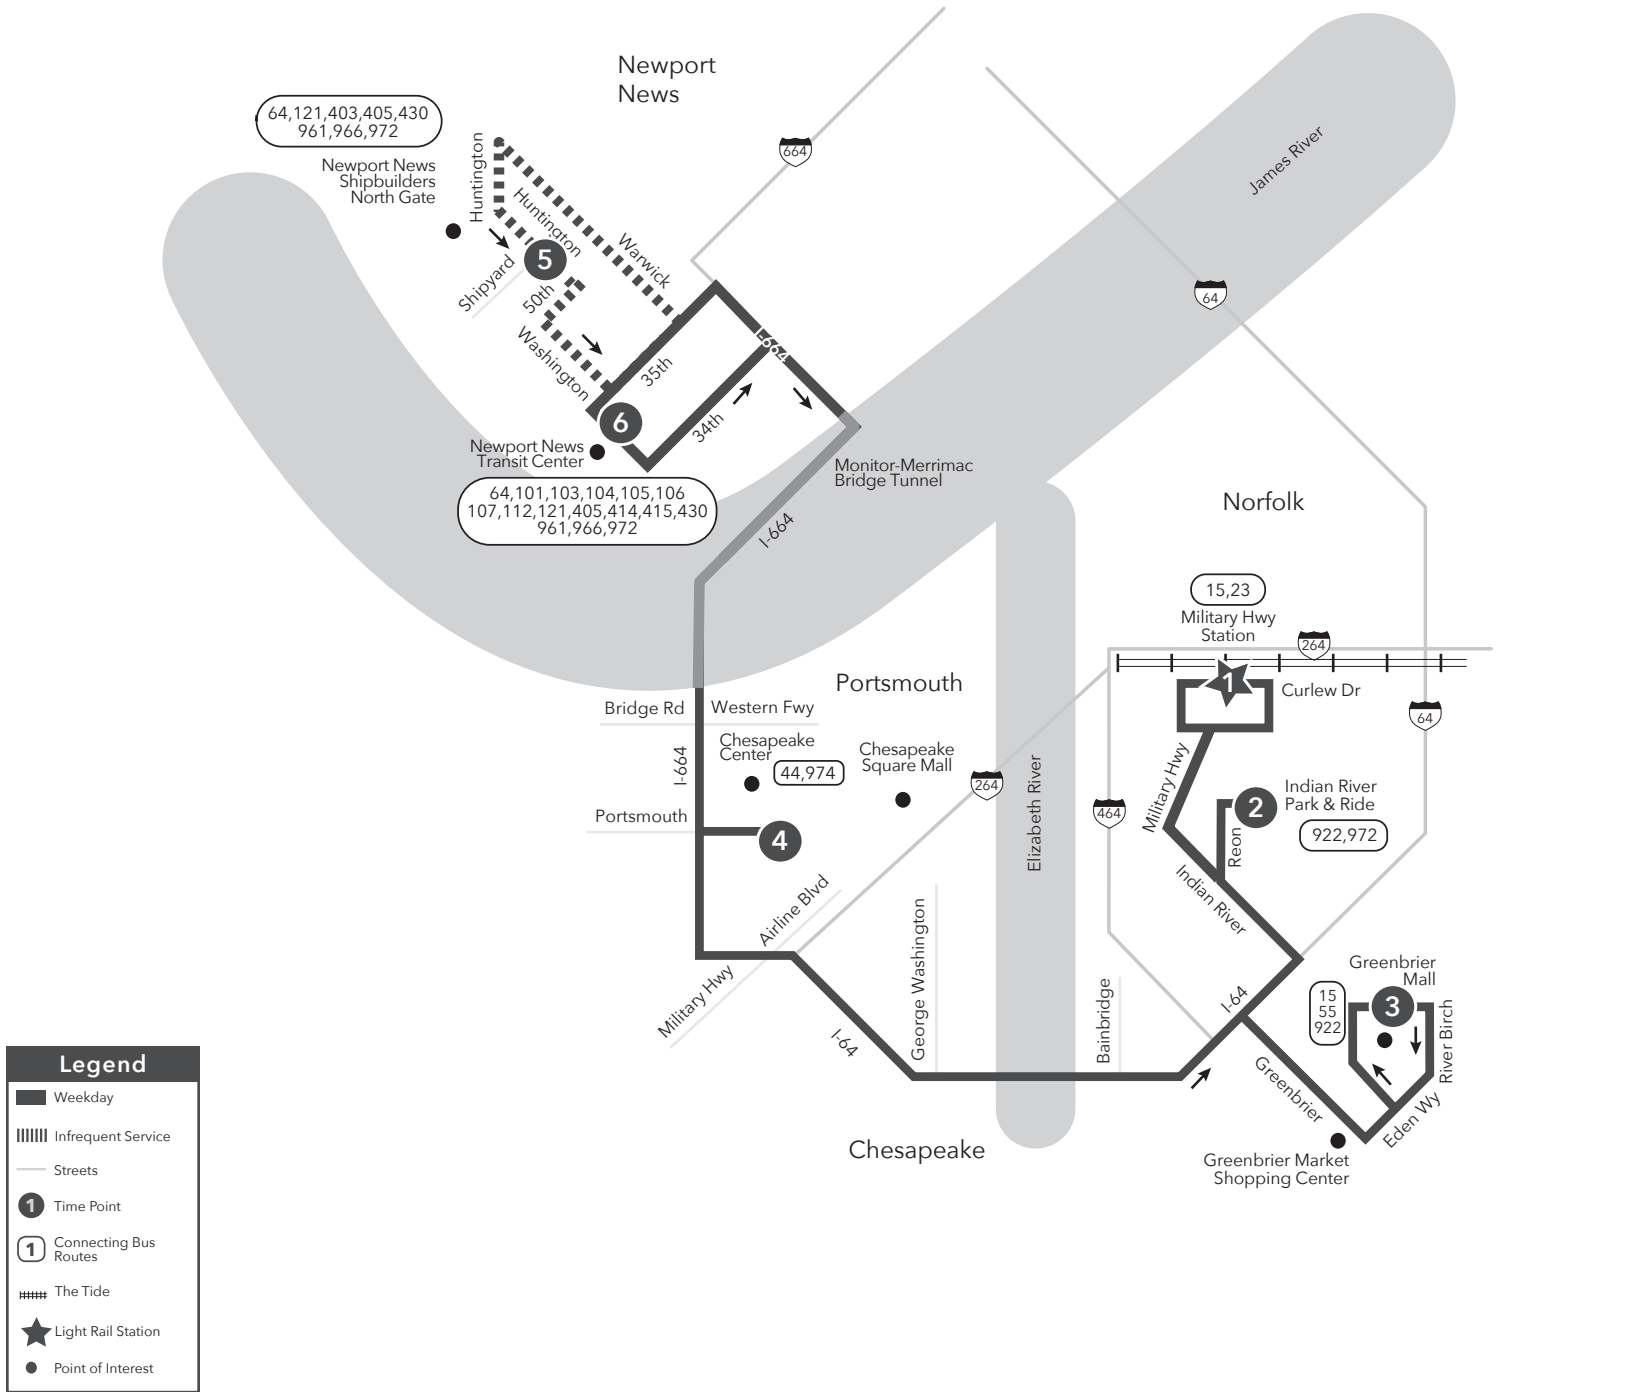 Newport
News
64,121,403,405,430
961,966,972
Newport News
Shipbuilders
North Gate
Huntington
Huntington
Warwick
664
James River
Shipyard
5
50th
Washington
I-664
35th
34th
64
6
Newport News
Transit Center
64,101,103,104,105,106
107,112,121,405,414,415,430
961,966,972
Monitor-Merrimac
Bridge Tunnel
I-664
Norfolk
15,23
Military Hwy
Station
264
1
Curlew Dr
64
Portsmouth
Bridge Rd
Western Fwy
I-664
Chesapeake
Center
44,974
Chesapeake
Square Mall
264
Elizabeth River
464
Military Hwy
2
Indian River
Park & Ride
922,972
Reon
Indian River
Portsmouth
4
Airline Blvd
Military Hwy
I-64
George Washington
Bainbridge
I-64
Greenbrier
Mall
15
55
922
3
River Birch
Greenbrier
Eden Wy
Greenbrier Market
Shopping Center
Chesapeake
Legend
Weekday
Infrequent Service
Streets
1
Time Point
1
Connecting Bus
Routes
The Tide
Light Rail Station
Point of Interest